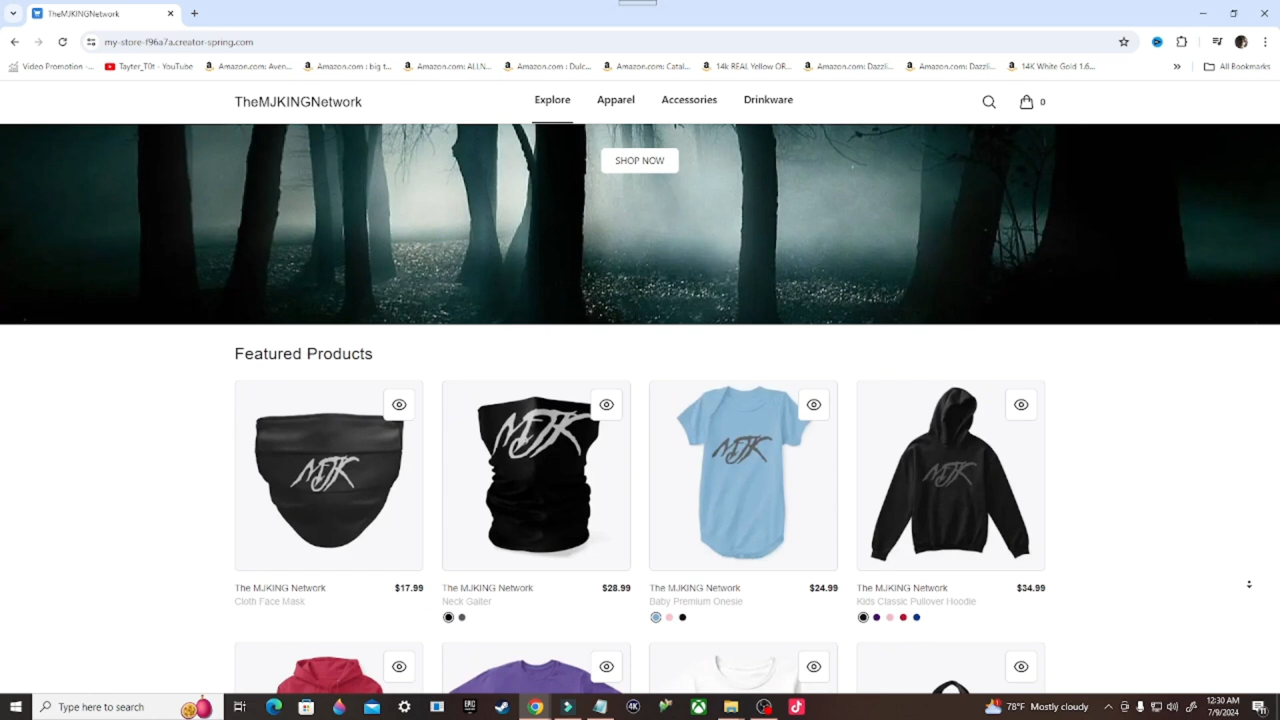 TheMJKINGNetwork
my-store-f96a7a.creator-spring.com
Video Promotion -...
Tayter_T0t - YouTube
Amazon.com: Aven...
Amazon.com : big t...
Amazon.com: ALLN...
Amazon.com : Dulc...
Amazon.com: Catal...
14k REAL Yellow OR...
Amazon.com: Dazzli...
Amazon.com: Dazzli...
14K White Gold 1.6...
All Bookmarks
TheMJKINGNetwork
Explore
Apparel
Accessories
Drinkware
0
SHOP NOW
Featured Products
MJK
MJK
MJK
MJK
The MJKING Network $17.99
Cloth Face Mask
The MJKING Network $28.99
Neck Gaiter
The MJKING Network $24.99
Baby Premium Onesie
The MJKING Network $34.99
Kids Classic Pullover Hoodie
Type here to search
EPIC
4K
78°F Mostly cloudy
12:30 AM
7/9/2024